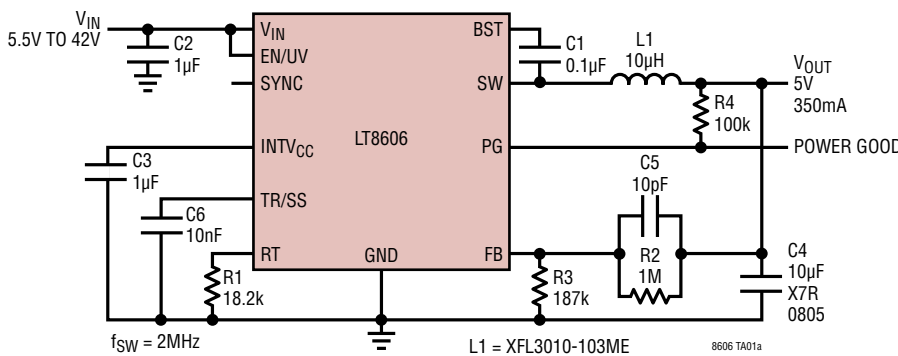 VIN
5.5V TO 42V
C2
1µF
VIN
EN/UV
SYNC
INTVCC
TR/SS
RT
LT8606
GND
BST
SW
PG
FB
C1
0.1µF
L1
10µH
VOUT
5V
350mA
R4
100k
POWER GOOD
C3
1µF
C6
10nF
R1
18.2k
C5
10pF
R2
1M
R3
187k
C4
10µF
X7R
0805
fSW = 2MHz
L1 = XFL3010-103ME
8606 TA01a